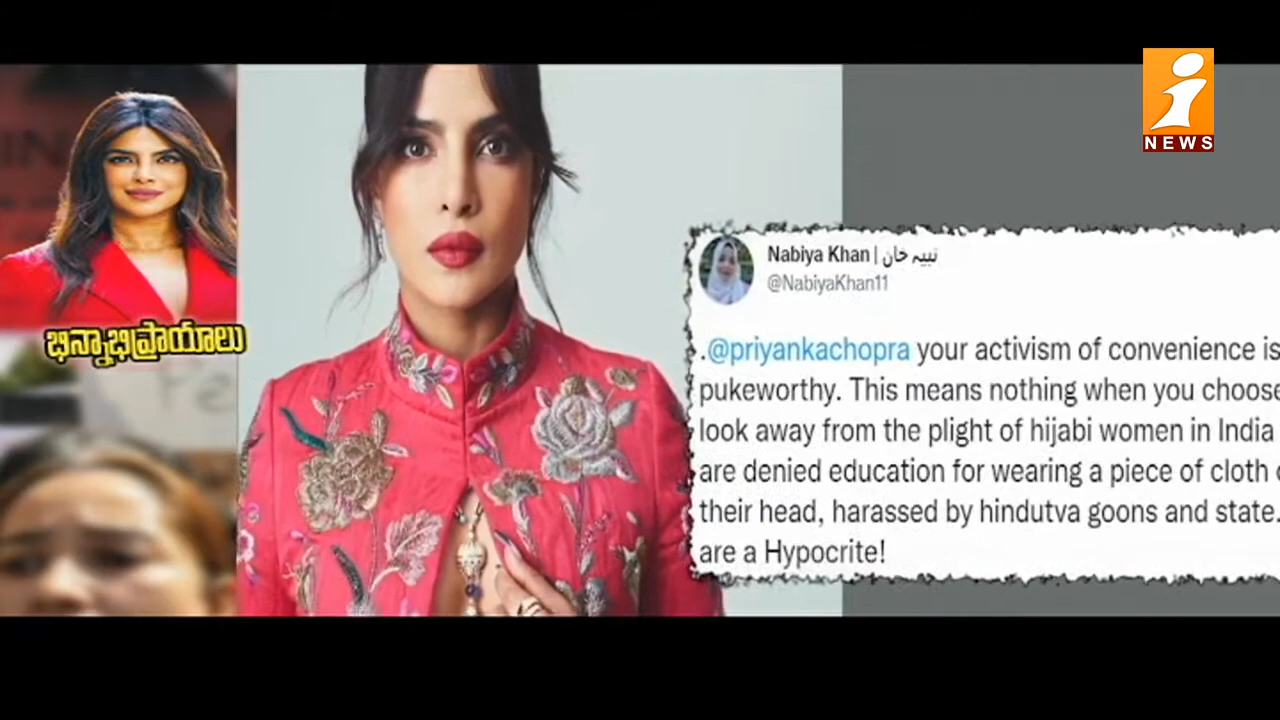 i
NEWS
భిన్నాభిప్రాయాలు
Nabiya Khan | نبیہ خان
@NabiyaKhan11
.@priyankachopra your activism of convenience is
pukeworthy. This means nothing when you choose
look away from the plight of hijabi women in India
are denied education for wearing a piece of cloth
their head, harassed by hindutva goons and state.
are a Hypocrite!